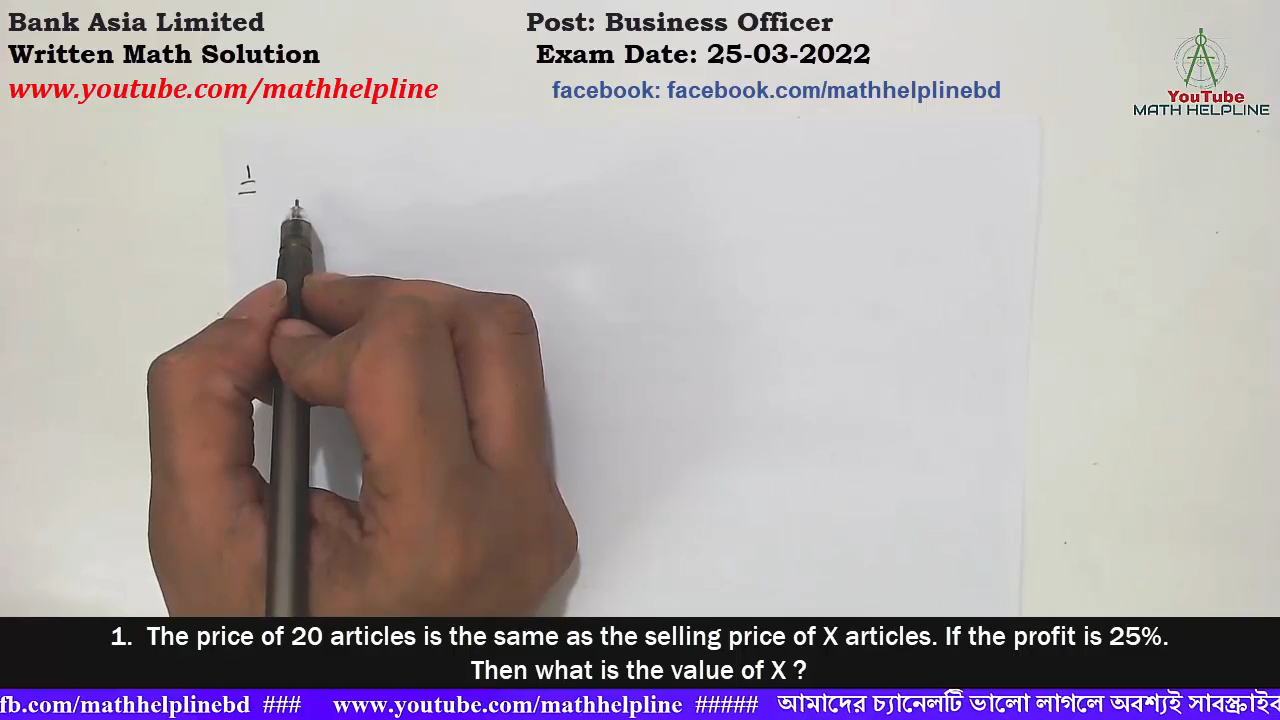 Bank Asia Limited
Post: Business Officer
Written Math Solution
Exam Date: 25-03-2022
www.youtube.com/mathhelpline
facebook: facebook.com/mathhelplinebd
YouTube
MATH HELPLINE
1
1. The price of 20 articles is the same as the selling price of X articles. If the profit is 25%.
Then what is the value of X ?
fb.com/mathhelplinebd ### www.youtube.com/mathhelpline ##### আমাদের চ্যানেলটি ভালো লাগলে অবশ্যই সাবস্ক্রাইব